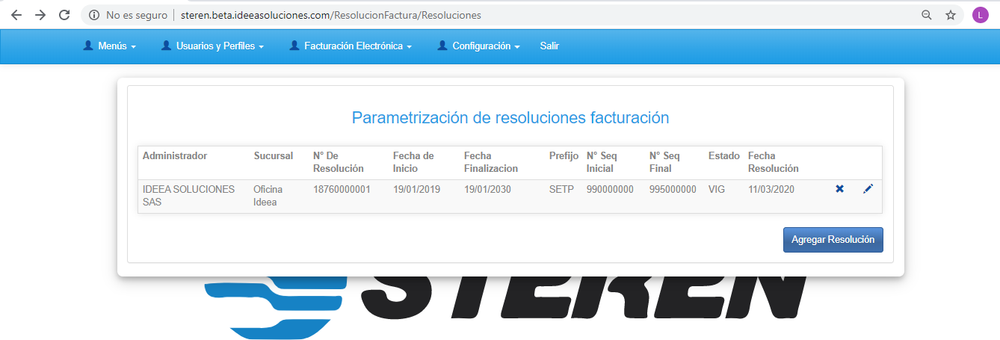 No es seguro steren.beta.ideeasoluciones.com/ResolucionFactura/Resoluciones L
Menús Usuarios y Perfiles Facturación Electrónica Configuración Salir
Parametrización de resoluciones facturación
Administrador Sucursal N° De Resolución Fecha de Inicio Fecha Finalizacion Prefijo N° Seq Inicial N° Seq Final Estado Fecha Resolución
IDEEA SOLUCIONES SAS Oficina Ideea 18760000001 19/01/2019 19/01/2030 SETP 990000000 995000000 VIG 11/03/2020
Agregar Resolución
STEREN